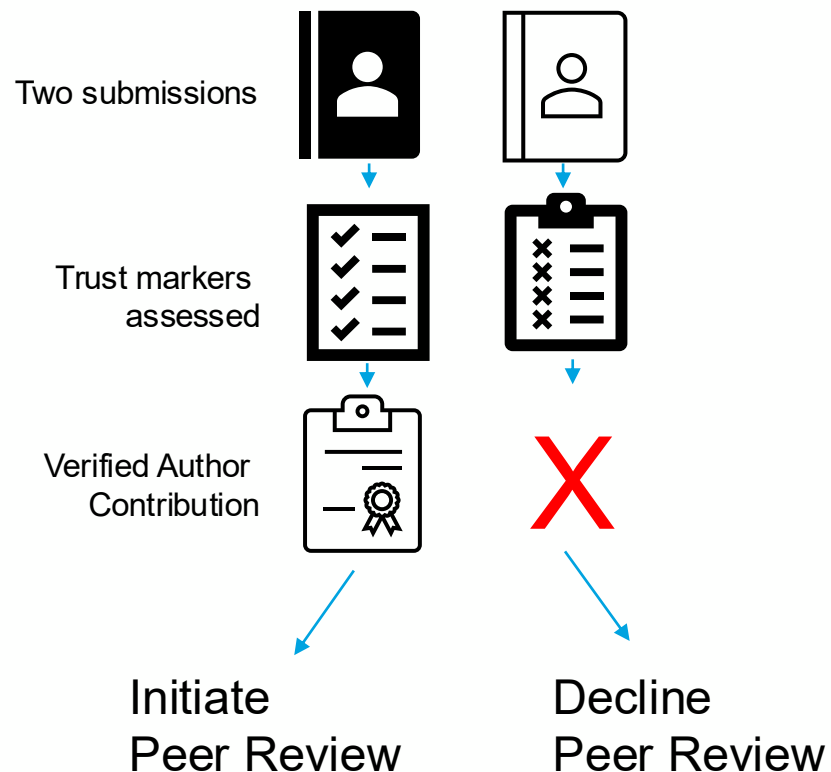 Two submissions
Trust markers
assessed
Verified Author
Contribution
X
Initiate
Peer Review
Decline
Peer Review